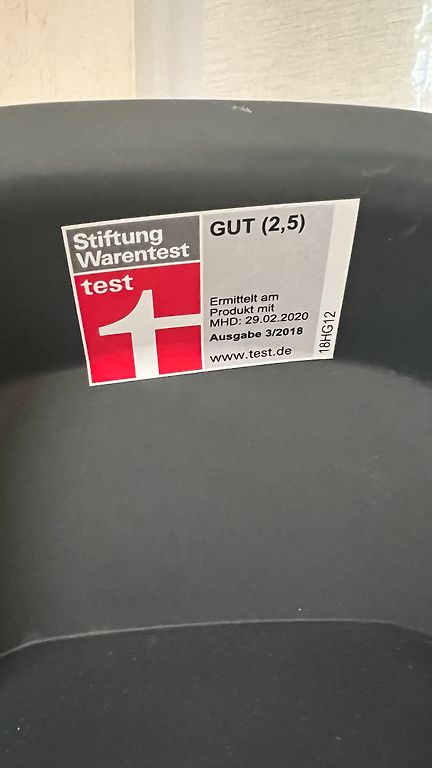 Stiftung
Warentest
test
GUT (2,5)
Ermittelt am
Produkt mit
MHD: 29.02.2020
Ausgabe 3/2018
www.test.de
18HG12